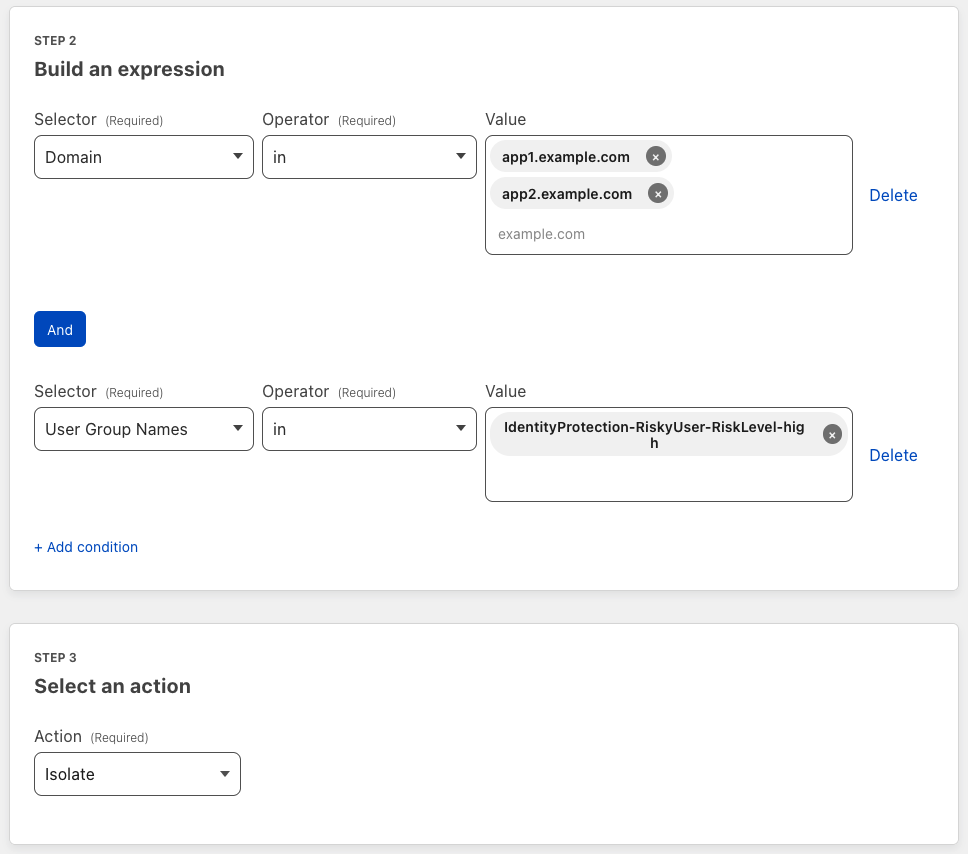 STEP 2
Build an expression
Selector (Required)
Operator (Required)
Value
Domain
in
app1.example.com ×
app2.example.com ×
example.com
Delete
And
Selector (Required)
Operator (Required)
Value
User Group Names
in
IdentityProtection-RiskyUser-RiskLevel-hig
h
×
Delete
+ Add condition
STEP 3
Select an action
Action (Required)
Isolate